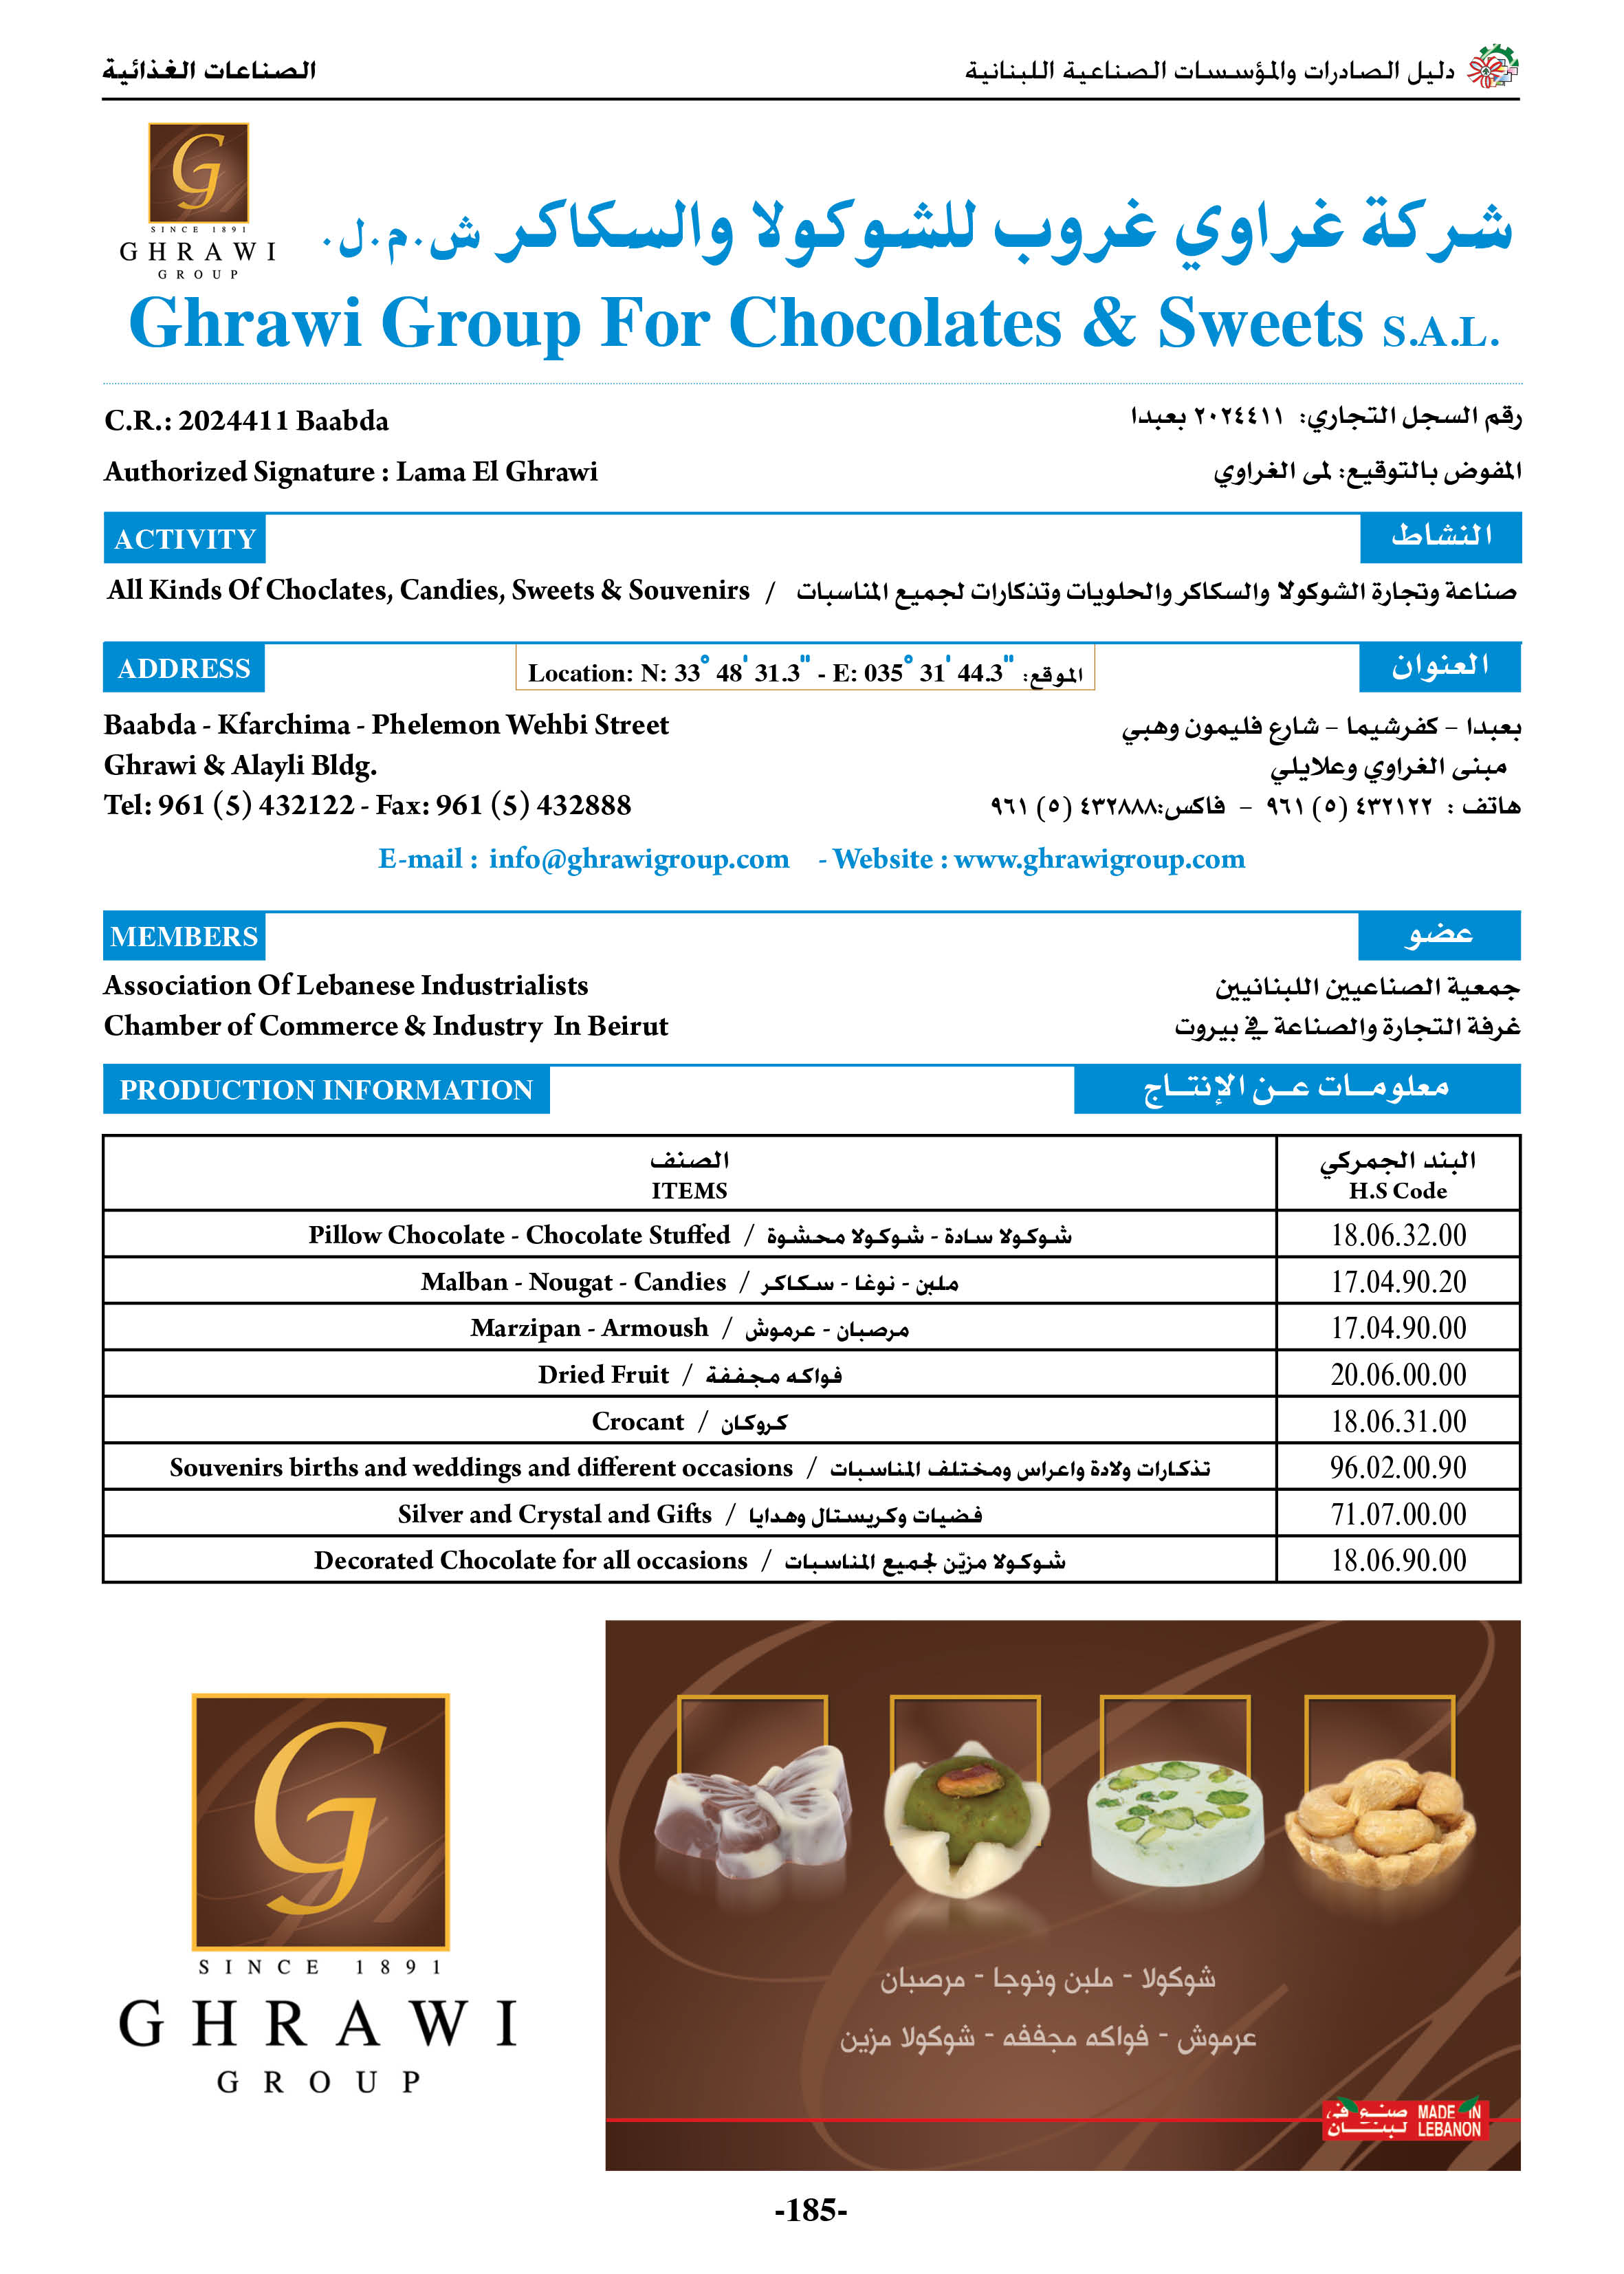 دليل الصادرات والمؤسسات الصناعية اللبنانية
الصناعات الغذائية
G
SINCE 1891
GHRAWI
GROUP
شركة غراوي غروب للشوكولا والسكاكر ش.م.ل.
Ghrawi Group For Chocolates & Sweets S.A.L.
C.R.: 2024411 Baabda
رقم السجل التجاري: ٢٠٢٤٤١١ بعبدا
Authorized Signature : Lama El Ghrawi
المفوض بالتوقيع: لمى الغراوي
ACTIVITY
النشاط
All Kinds Of Choclates, Candies, Sweets & Souvenirs / صناعة وتجارة الشوكولا والسكاكر والحلويات وتذكارات لجميع المناسبات
ADDRESS
Location: N: 33° 48' 31.3" - E: 035° 31' 44.3" :الموقع
العنوان
Baabda - Kfarchima - Phelemon Wehbi Street
بعبدا – كفرشيما – شارع فليمون وهبي
Ghrawi & Alayli Bldg.
مبنى الغراوي وعلايلي
Tel: 961 (5) 432122 - Fax: 961 (5) 432888
هاتف : ٤٣٢١٢٢ (٥) ٩٦١ – فاكس:٤٣٢٨٨٨ (٥) ٩٦١
E-mail : info@ghrawigroup.com - Website : www.ghrawigroup.com
MEMBERS
عضو
Association Of Lebanese Industrialists
جمعية الصناعيين اللبنانيين
Chamber of Commerce & Industry In Beirut
غرفة التجارة والصناعة في بيروت
PRODUCTION INFORMATION
معلومـات عـن الإنتـاج
الصنف
ITEMS
البند الجمركي
H.S Code
Pillow Chocolate - Chocolate Stuffed / شوكولا سادة - شوكولا محشوة
18.06.32.00
Malban - Nougat - Candies / ملبن - نوغا - سكاكر
17.04.90.20
Marzipan - Armoush / مرصبان - عرموش
17.04.90.00
Dried Fruit / فواكه مجففة
20.06.00.00
Crocant / كروكان
18.06.31.00
Souvenirs births and weddings and different occasions / تذكارات ولادة واعراس ومختلف المناسبات
96.02.00.90
Silver and Crystal and Gifts / فضيات وكريستال وهدايا
71.07.00.00
Decorated Chocolate for all occasions / شوكولا مزيّن لجميع المناسبات
18.06.90.00
G
SINCE 1891
GHRAWI
GROUP
شوكولا - ملبن ونوجا - مرصبان
عرموش - فواكه مجففه - شوكولا مزين
صنع في MADE IN
لبنان LEBANON
-185-